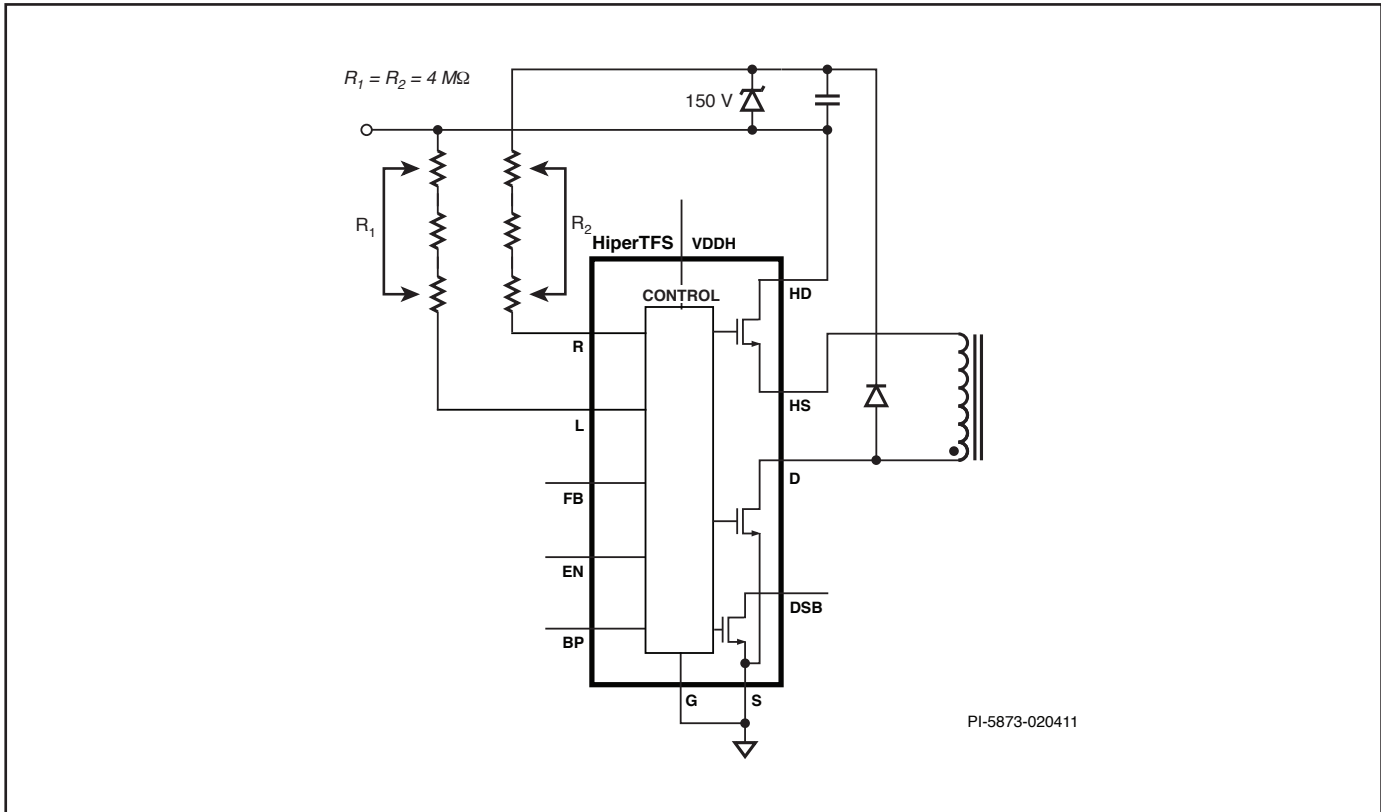 R1 = R2 = 4 MΩ
150 V
R1
R2
HiperTFS
VDDH
CONTROL
HD
R
HS
L
D
FB
EN
DSB
BP
G
S
PI-5873-020411